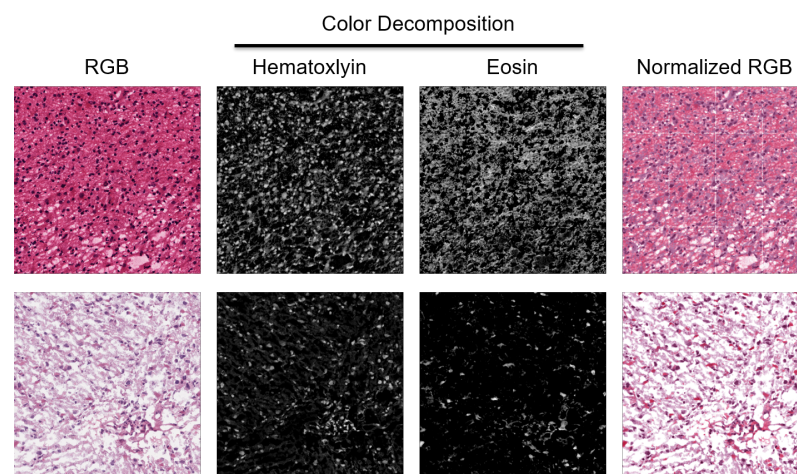 Color Decomposition
RGB
Hematoxlyin
Eosin
Normalized RGB